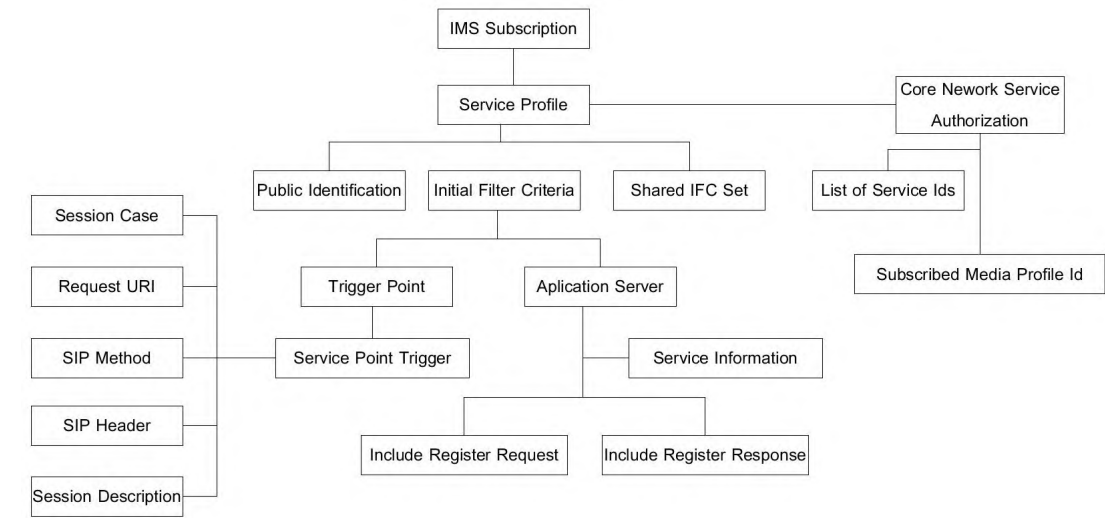 IMS Subscription
Service Profile
Core Nework Service
Authorization
Public Identification
Initial Filter Criteria
Shared IFC Set
List of Service Ids
Session Case
Request URI
Trigger Point
Aplication Server
Subscribed Media Profile Id
SIP Method
Service Point Trigger
Service Information
SIP Header
Include Register Request
Include Register Response
Session Description